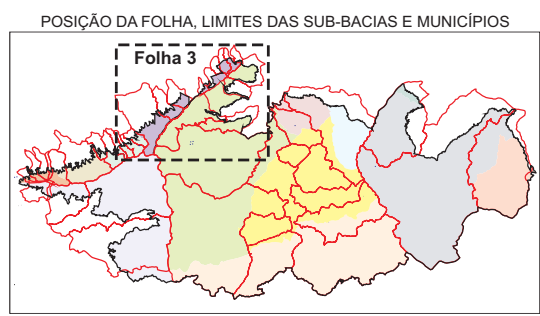 POSIÇÃO DA FOLHA, LIMITES DAS SUB-BACIAS E MUNICÍPIOS
Folha 3